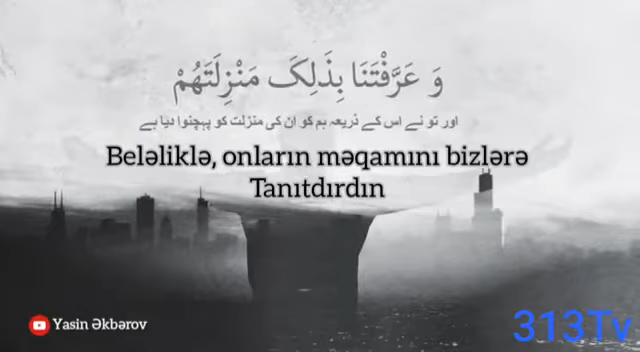 وَ عَرَّفْتَنَا بِذَلِکَ مَنْزِلَتَهُمْ
اور تو نے اس کے ذریعہ ہم کو ان کی منزلت کو پہچنوا دیا ہے
Beləliklə, onların məqamını bizlərə
Tanıtdırdın
Yasin Əkbərov
313Tv